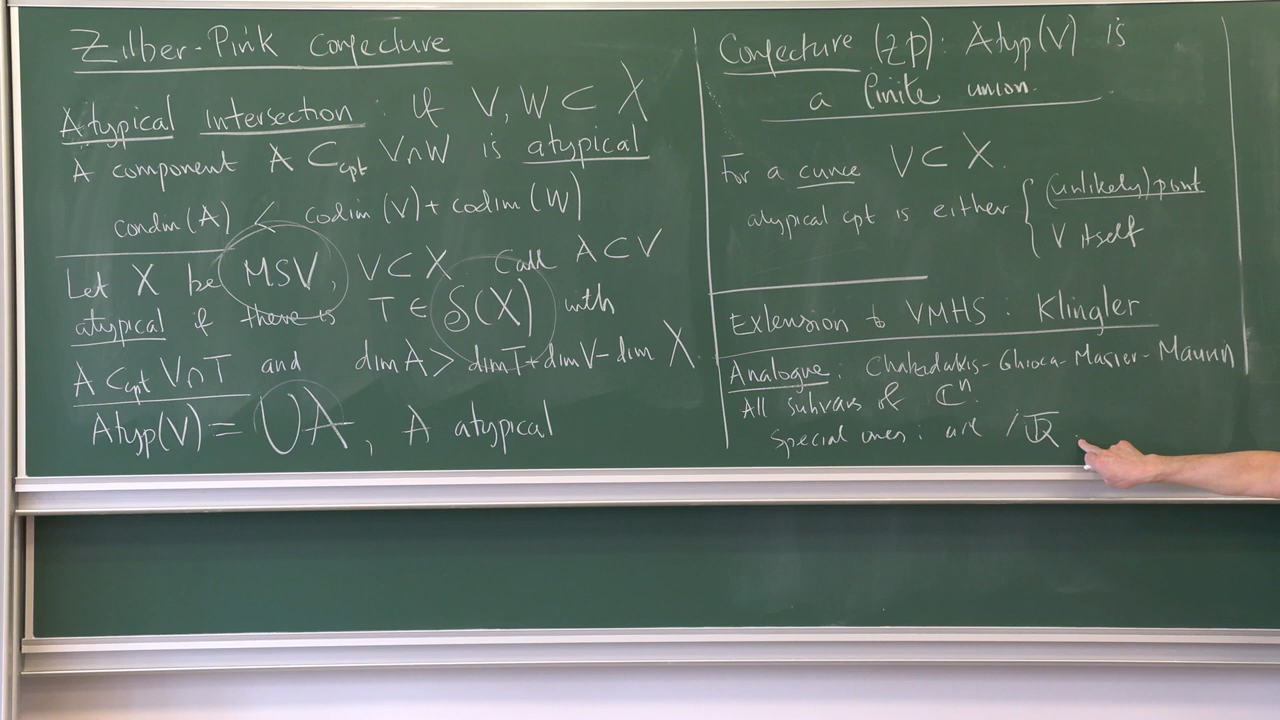 Zilber-Pink Conjecture
Atypical Intersection: If V, W ⊂ X
A component A ⊂cpt V∩W is atypical
codim(A) < codim(V) + codim(W)
Let X be MSV, V⊂X Call A⊂V
atypical if there is T ∈ S(X) with
A ⊂cpt V∩T and dim A > dim T + dim V - dim X
Atyp(V) = ∪A, A atypical
Conjecture (ZP): Atyp(V) is
a finite union.
For a curve V ⊂ X.
atypical cpt is either { (unlikely) point
V itself
Extension to VMHS: Klingler
Analogue: Chatzidakis-Ghioca-Masser-Maurin
All subvars of ℂⁿ.
Special ones: are /ℚ̅